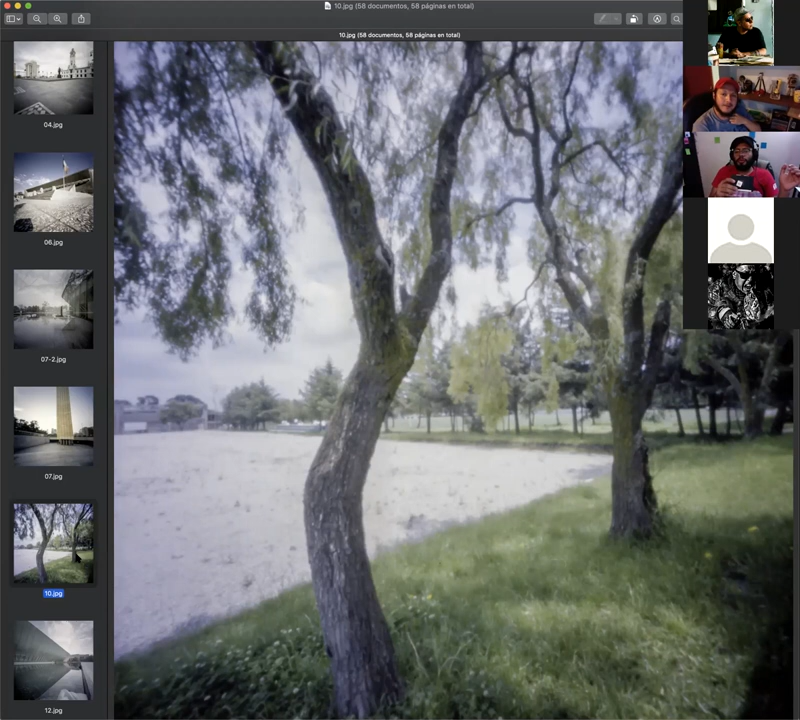 10.jpg (58 documentos, 58 páginas en total)
10.jpg (58 documentos, 58 páginas en total)
04.jpg
06.jpg
07-2.jpg
07.jpg
10.jpg
12.jpg